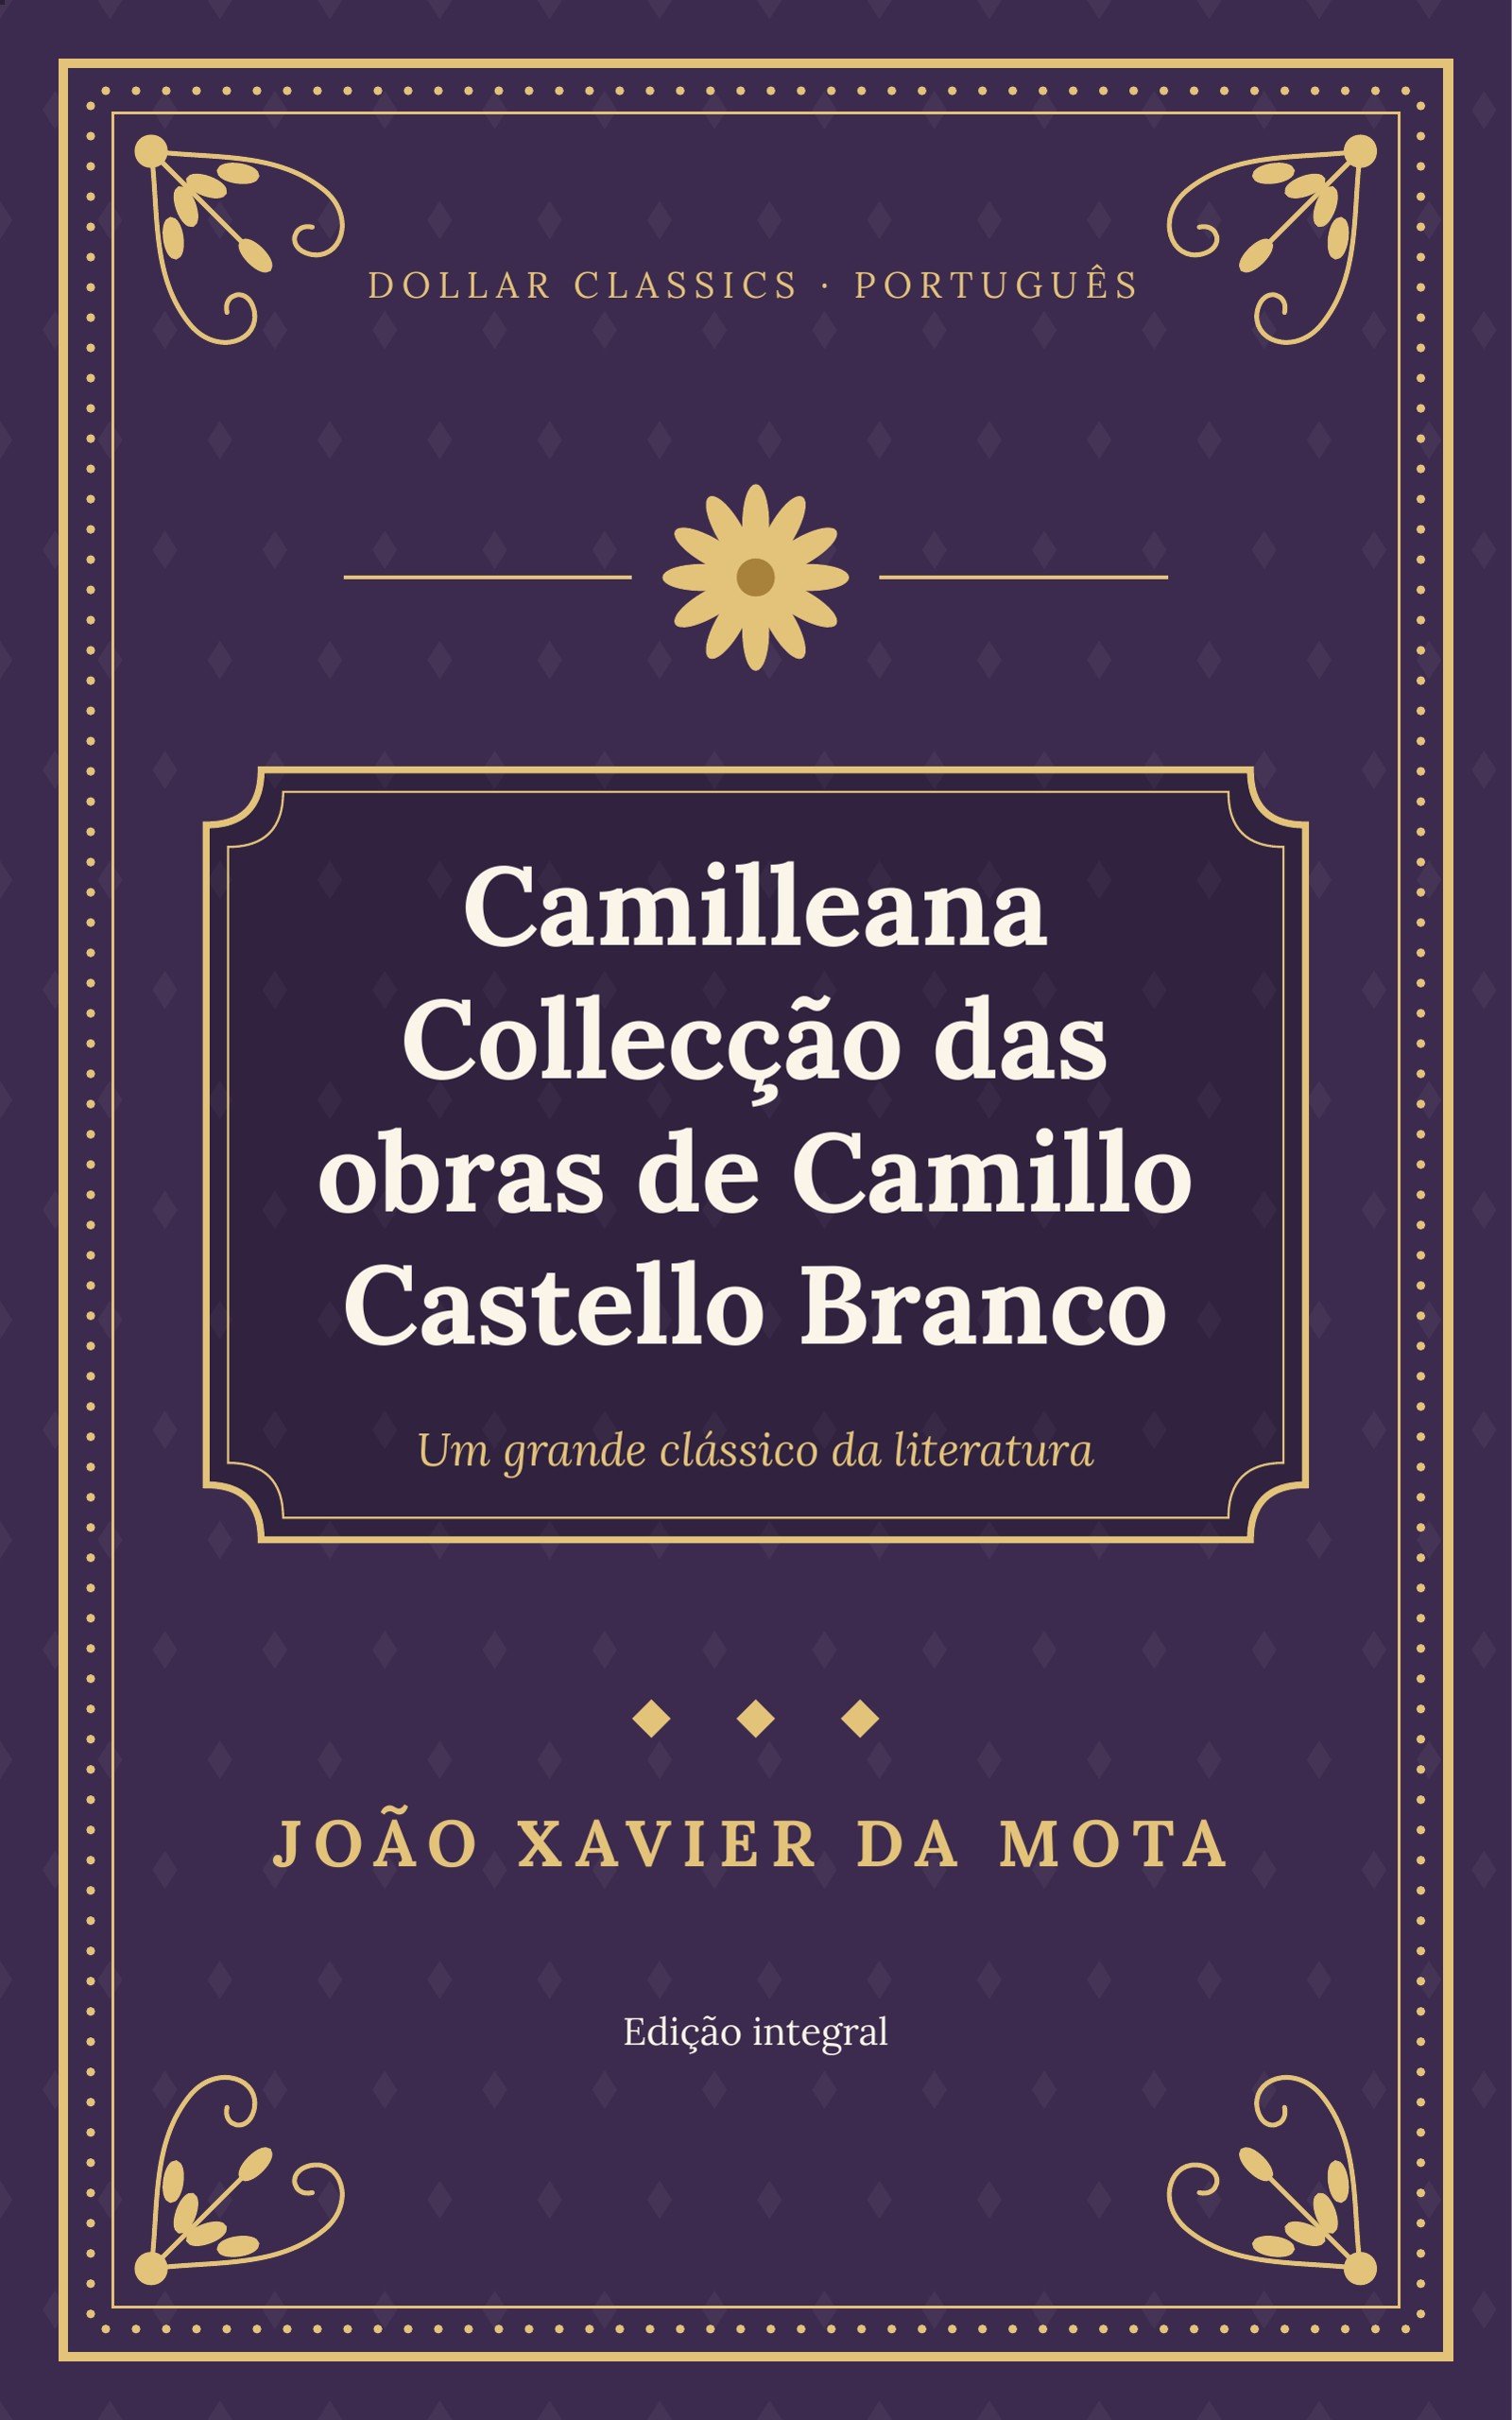 DOLLAR CLASSICS · PORTUGUÊS
Camilleana
Collecção das
obras de Camillo
Castello Branco
Um grande clássico da literatura
JOÃO XAVIER DA MOTA
Edição integral